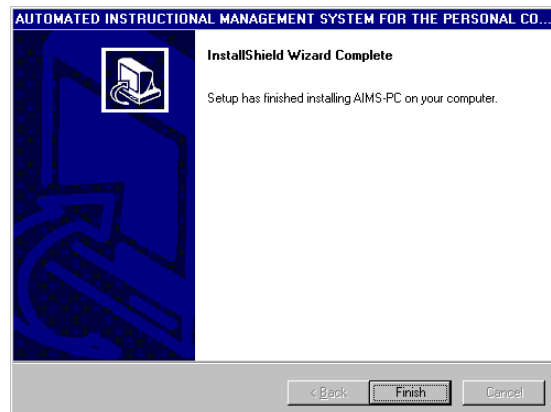 AUTOMATED INSTRUCTIONAL MANAGEMENT SYSTEM FOR THE PERSONAL CO...
InstallShield Wizard Complete
Setup has finished installing AIMS-PC on your computer.
< Back Finish Cancel